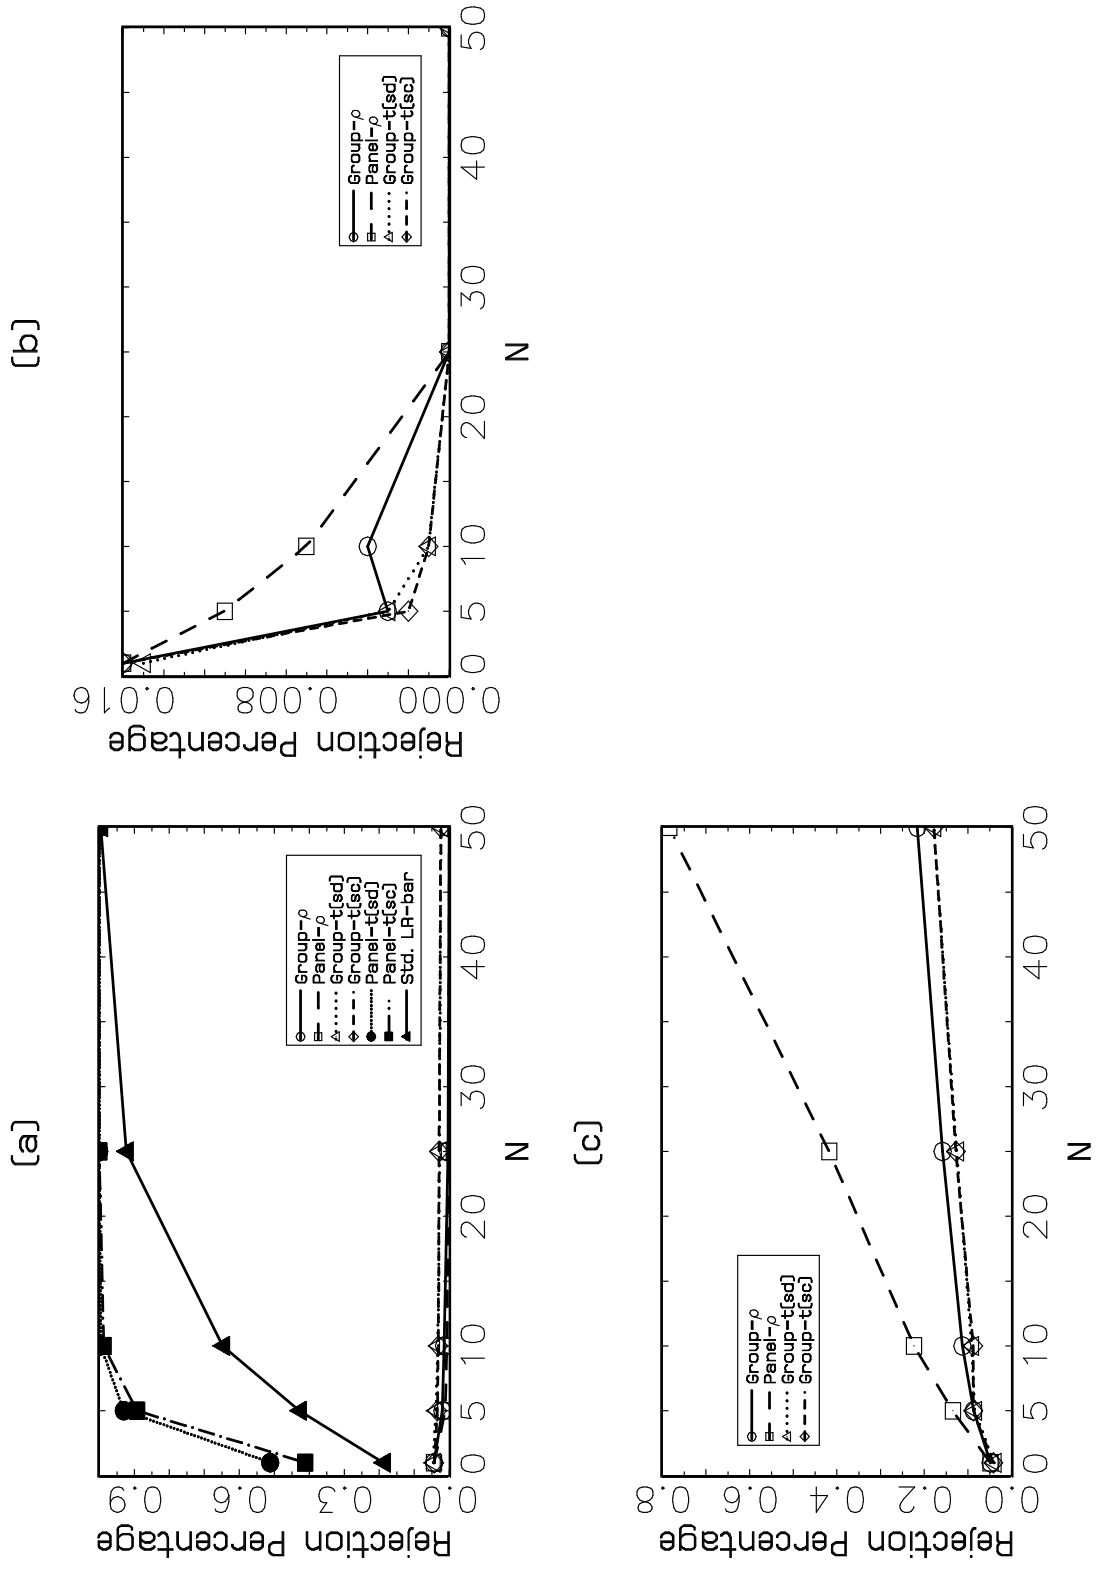 (a)
Rejection Percentage
0.9
0.6
0.3
0.0
Group-ρ
Panel-ρ
Group-t(sd)
Group-t(sc)
Panel-t(sd)
Panel-t(sc)
Std. LR-bar
0 5 10 20 30 40 50
N
(b)
Rejection Percentage
0.016
0.008
0.000
Group-ρ
Panel-ρ
Group-t(sd)
Group-t(sc)
0 5 10 20 30 40 50
N
(c)
Rejection Percentage
0.8
0.6
0.4
0.2
0.0
Group-ρ
Panel-ρ
Group-t(sd)
Group-t(sc)
0 5 10 20 30 40 50
N